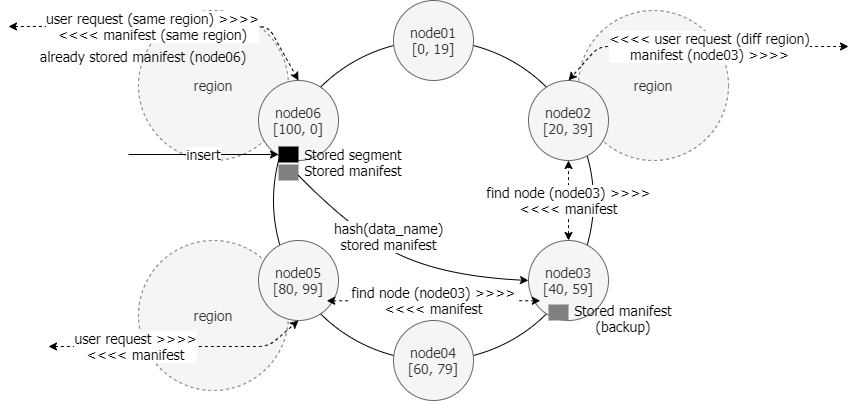 user request (same region) >>>>
<<<< manifest (same region)
already stored manifest (node06)
region
node01
[0, 19]
<<<< user request (diff region)
manifest (node03) >>>>
region
node06
[100, 0]
node02
[20, 39]
insert
Stored segment
Stored manifest
find node (node03) >>>>
<<<< manifest
hash(data_name)
stored manifest
node05
[80, 99]
node03
[40, 59]
find node (node03) >>>>
<<<< manifest
Stored manifest
(backup)
region
user request >>>>
<<<< manifest
node04
[60, 79]